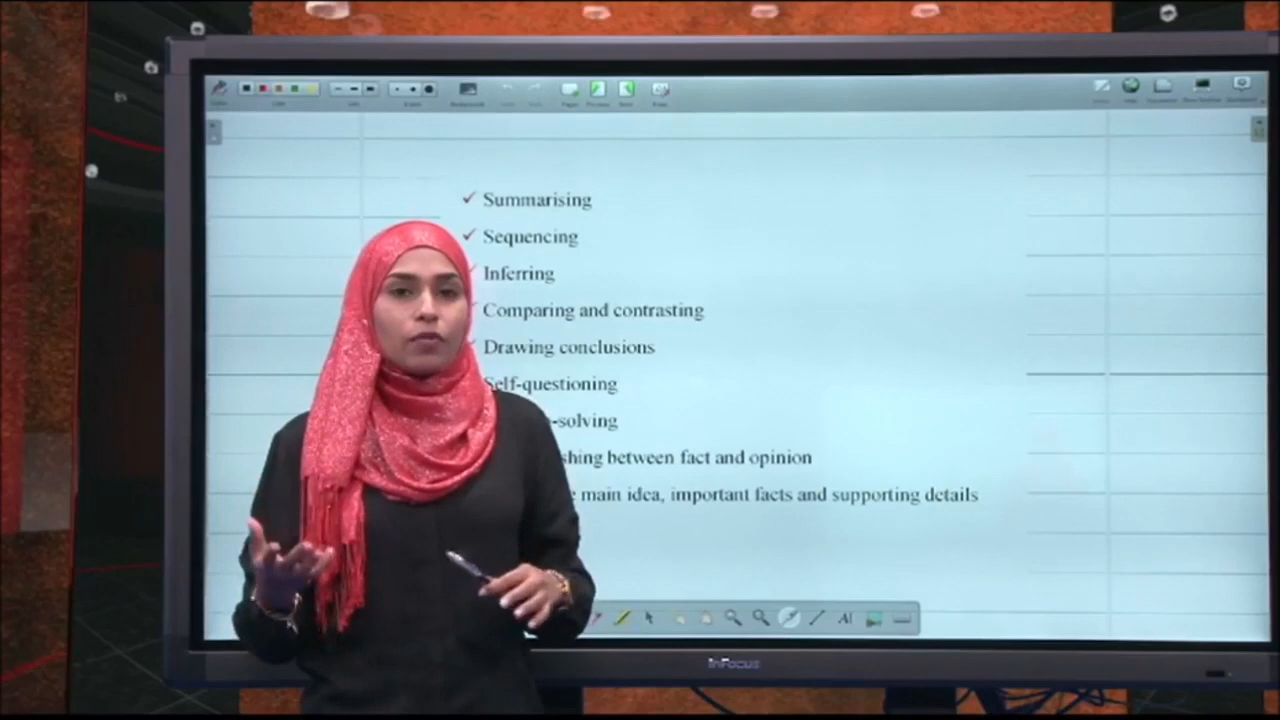 Summarising
Sequencing
Inferring
Comparing and contrasting
Drawing conclusions
Self-questioning
-solving
shing between fact and opinion
main idea, important facts and supporting details
AI
InFocus